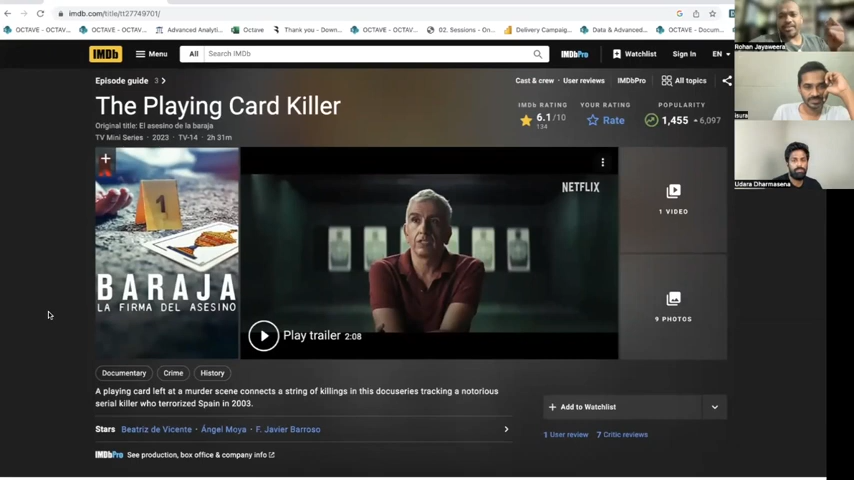 imdb.com/title/tt27749701/
OCTAVE - OCTAV...
OCTAVE - OCTAV...
Advanced Analyti...
Octave
Thank you - Down...
OCTAVE - OCTAV...
02. Sessions - On...
Delivery Campaig...
Data & Advanced...
OCTAVE - Docum...
IMDb
Menu
All
Search IMDb
IMDbPro
Watchlist
Sign In
EN
Episode guide 3
Cast & crew · User reviews
IMDbPro
All topics
The Playing Card Killer
Original title: El asesino de la baraja
TV Mini Series · 2023 · TV-14 · 2h 31m
IMDb RATING
6.1/10
134
YOUR RATING
Rate
POPULARITY
1,455
6,097
1
BARAJA
LA FIRMA DEL ASESINO
NETFLIX
Play trailer 2:08
1 VIDEO
9 PHOTOS
Documentary
Crime
History
A playing card left at a murder scene connects a string of killings in this docuseries tracking a notorious
serial killer who terrorized Spain in 2003.
Stars Beatriz de Vicente · Ángel Moya · F. Javier Barroso
IMDbPro See production, box office & company info
Add to Watchlist
1 User review
7 Critic reviews
Rohan Jayaweera
Isura
Udara Dharmasena